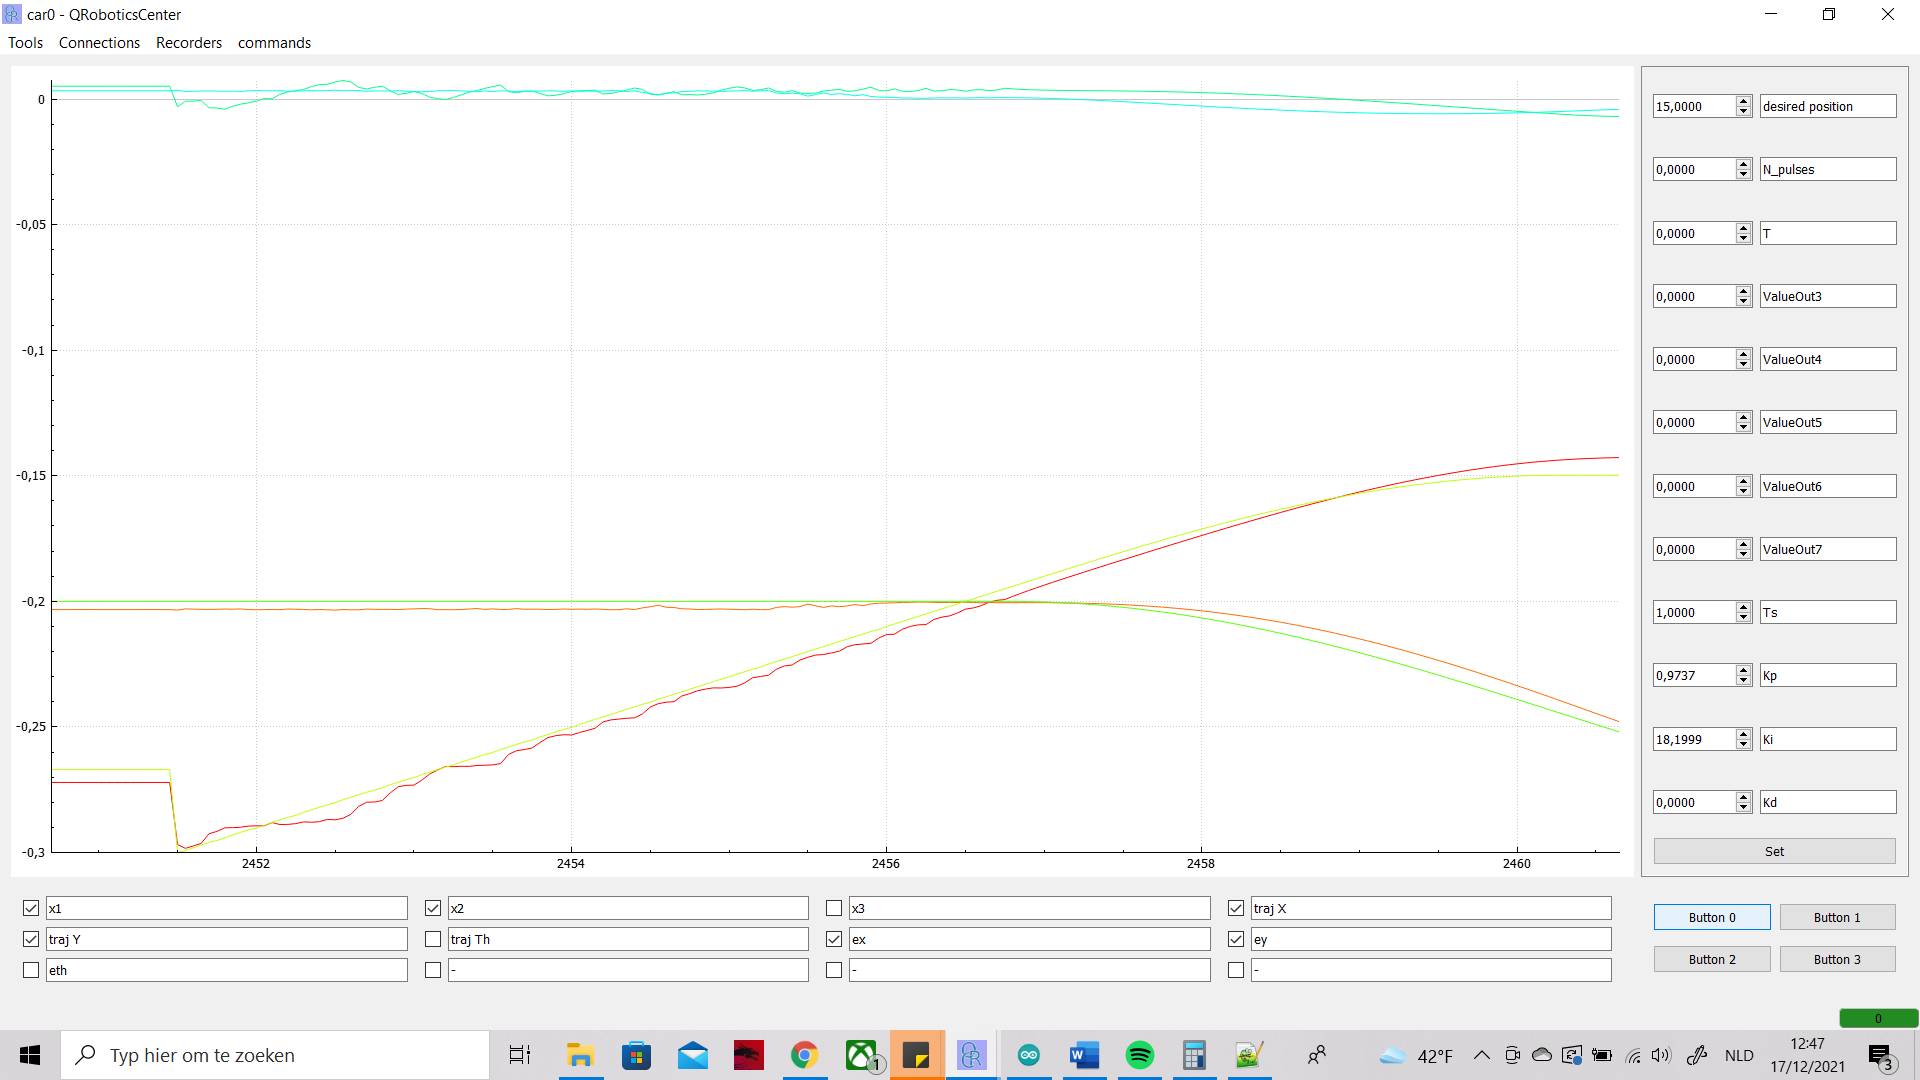 car0 - QRoboticsCenter
Tools Connections Recorders commands
0
-0,05
-0,1
-0,15
-0,2
-0,25
-0,3
2452 2454 2456 2458 2460
15,0000 desired position
0,0000 N_pulses
0,0000 T
0,0000 ValueOut3
0,0000 ValueOut4
0,0000 ValueOut5
0,0000 ValueOut6
0,0000 ValueOut7
1,0000 Ts
0,9737 Kp
18,1999 Ki
0,0000 Kd
Set
x1 x2 x3 traj X
traj Y traj Th ex ey
eth - - -
Button 0 Button 1
Button 2 Button 3
0
Typ hier om te zoeken
1
42°F
NLD
12:47
17/12/2021
3